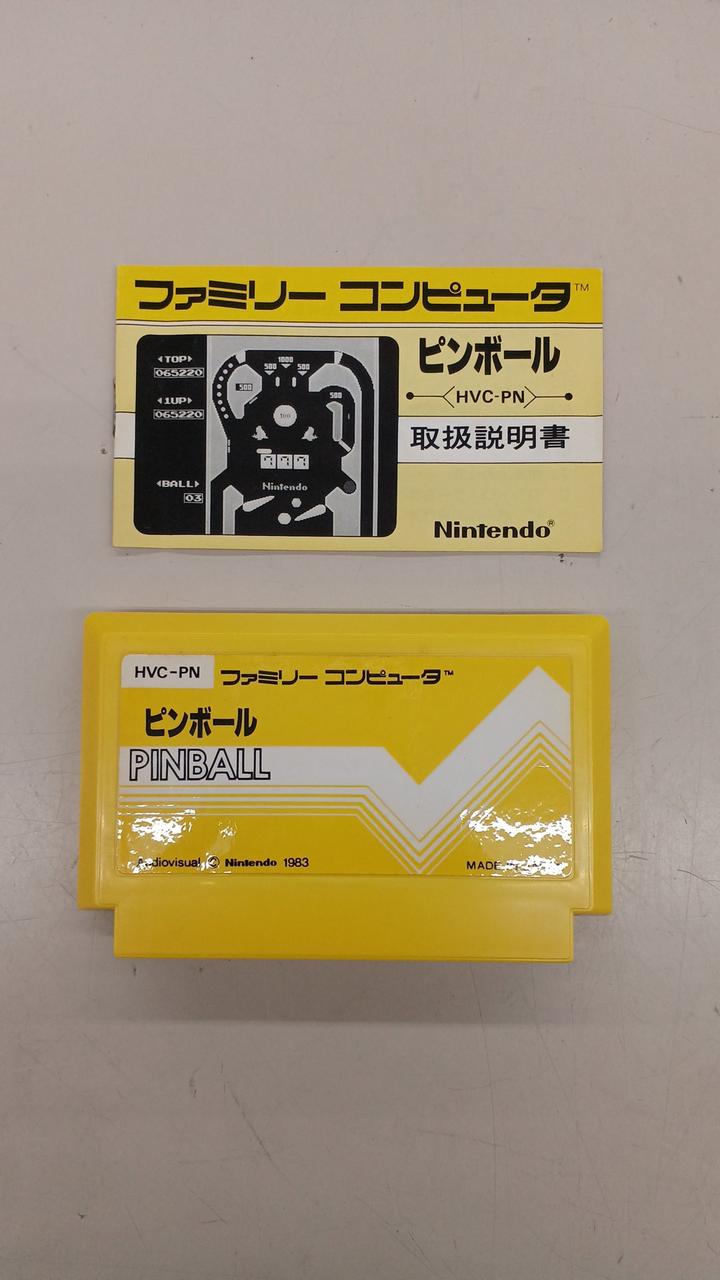 ファミリー コンピュータ™
◁TOP▷
065220
◁1UP▷
065220
◁BALL▷
03
1000
500 500
500
500
100
777
Nintendo
ピンボール
HVC-PN
取扱説明書
Nintendo®
HVC-PN ファミリー コンピュータ™
ピンボール
PINBALL
Audiovisual © Nintendo 1983
MADE